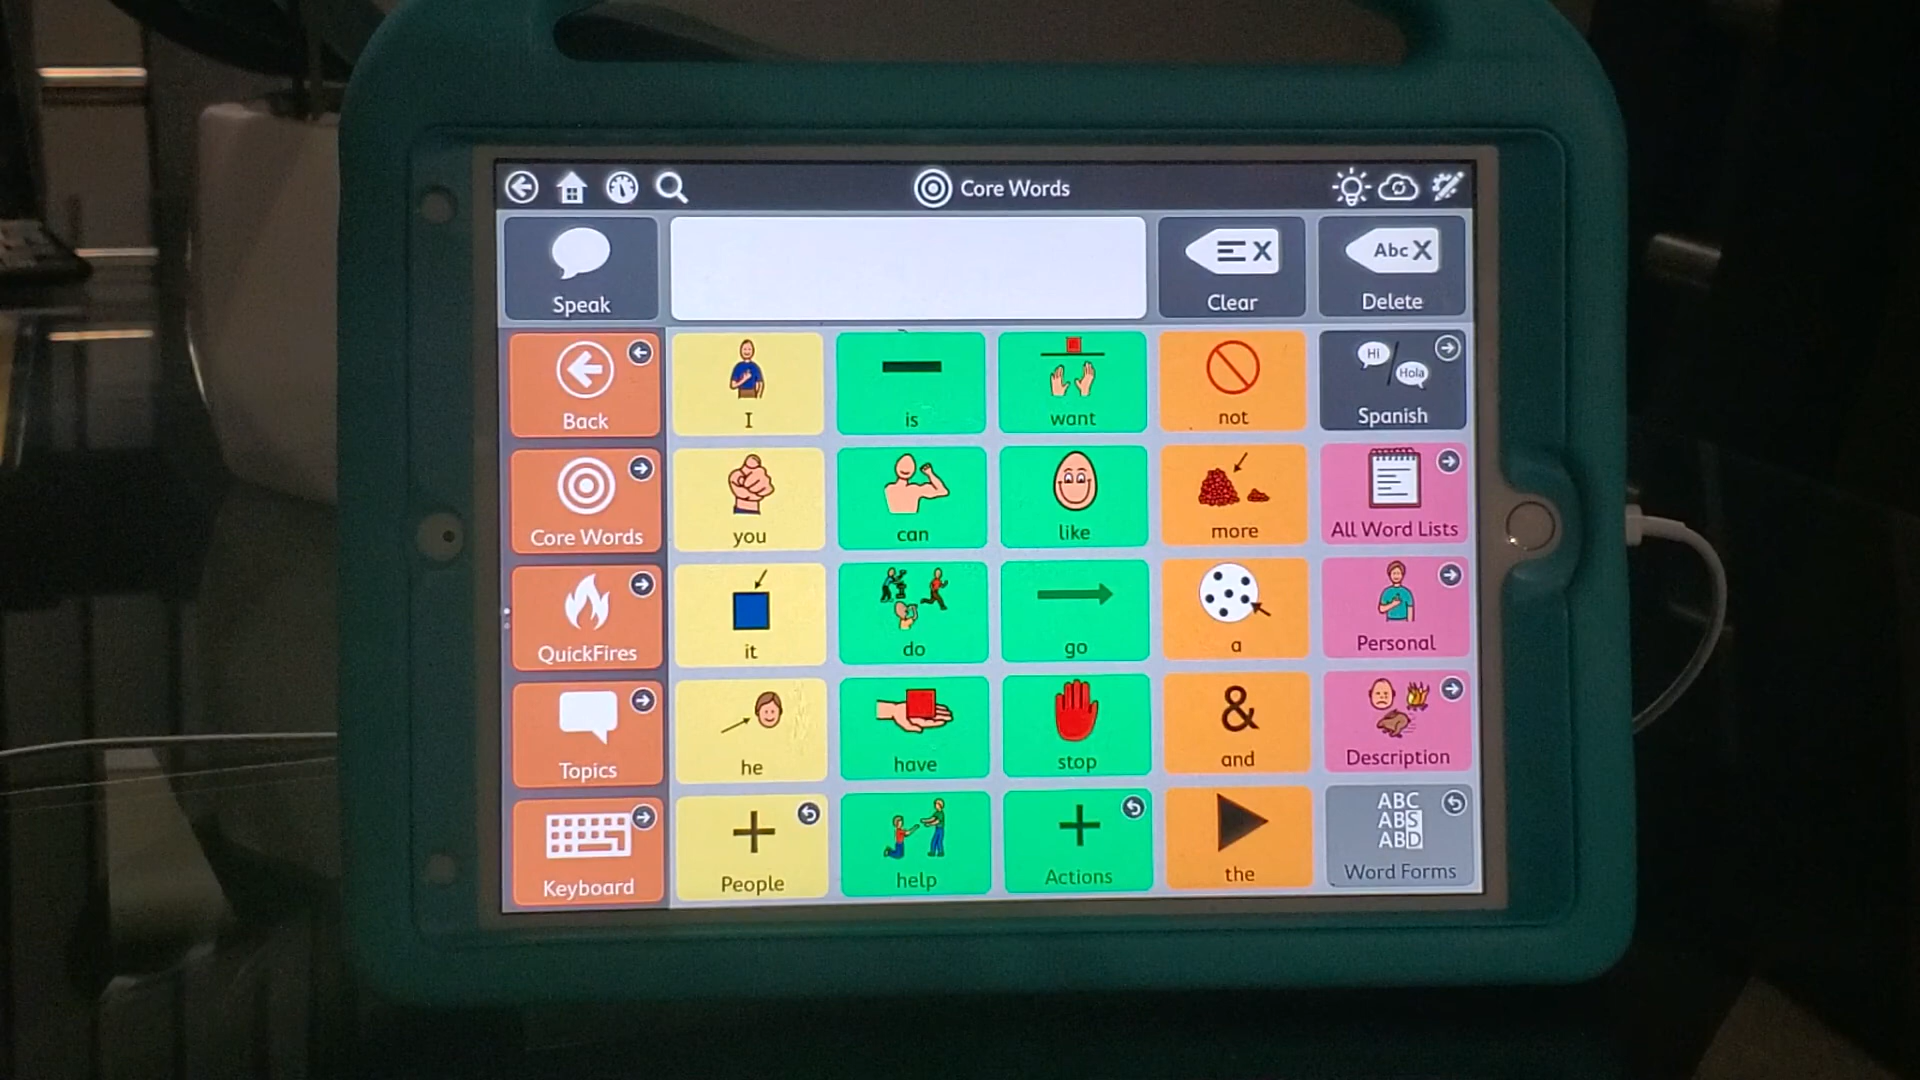 Core Words
Speak
Clear
Abc X
Delete
Back
I
is
want
not
Hi
Hola
Spanish
Core Words
you
can
like
more
All Word Lists
QuickFires
it
do
go
a
Personal
Topics
he
have
stop
&
and
Description
Keyboard
People
help
Actions
the
ABC
ABS
ABD
Word Forms